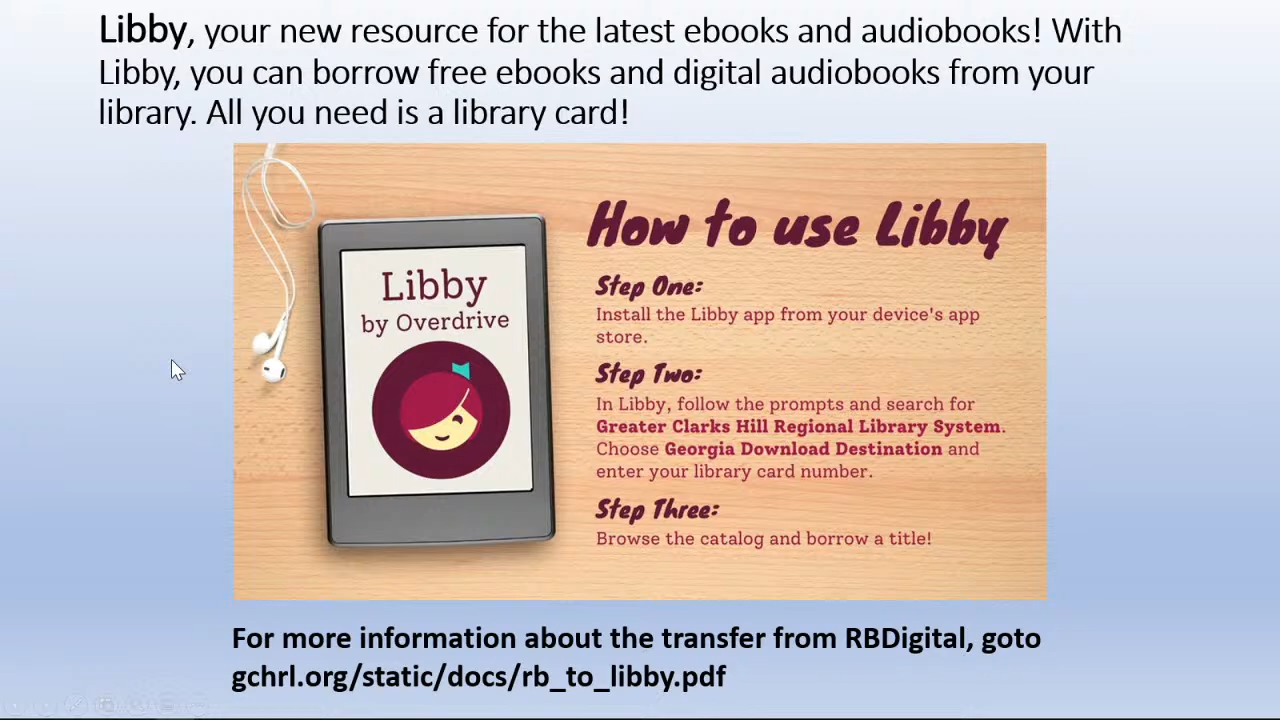 Libby, your new resource for the latest ebooks and audiobooks! With
Libby, you can borrow free ebooks and digital audiobooks from your
library. All you need is a library card!
Libby
by Overdrive
How to use Libby
Step One:
Install the Libby app from your device's app
store.
Step Two:
In Libby, follow the prompts and search for
Greater Clarks Hill Regional Library System.
Choose Georgia Download Destination and
enter your library card number.
Step Three:
Browse the catalog and borrow a title!
For more information about the transfer from RBDigital, goto
gchrl.org/static/docs/rb_to_libby.pdf